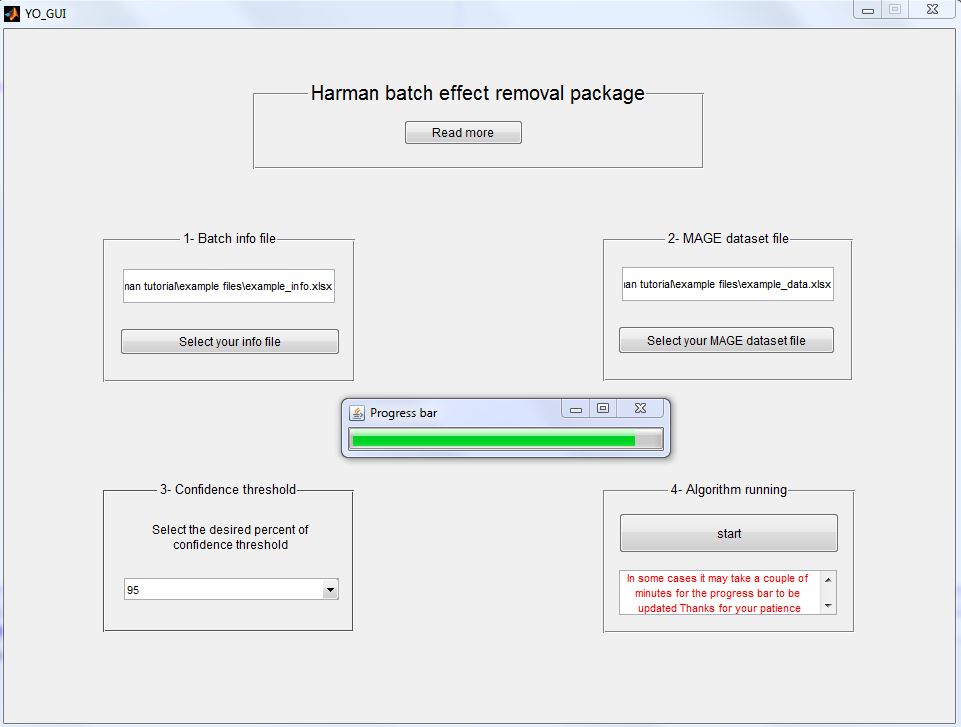 YO_GUI
Harman batch effect removal package
Read more
1- Batch info file
nan tutorial\example files\example_info.xlsx
Select your info file
2- MAGE dataset file
an tutorial\example files\example_data.xlsx
Select your MAGE dataset file
Progress bar
3- Confidence threshold
Select the desired percent of
confidence threshold
95
4- Algorithm running
start
In some cases it may take a couple of
minutes for the progress bar to be
updated Thanks for your patience